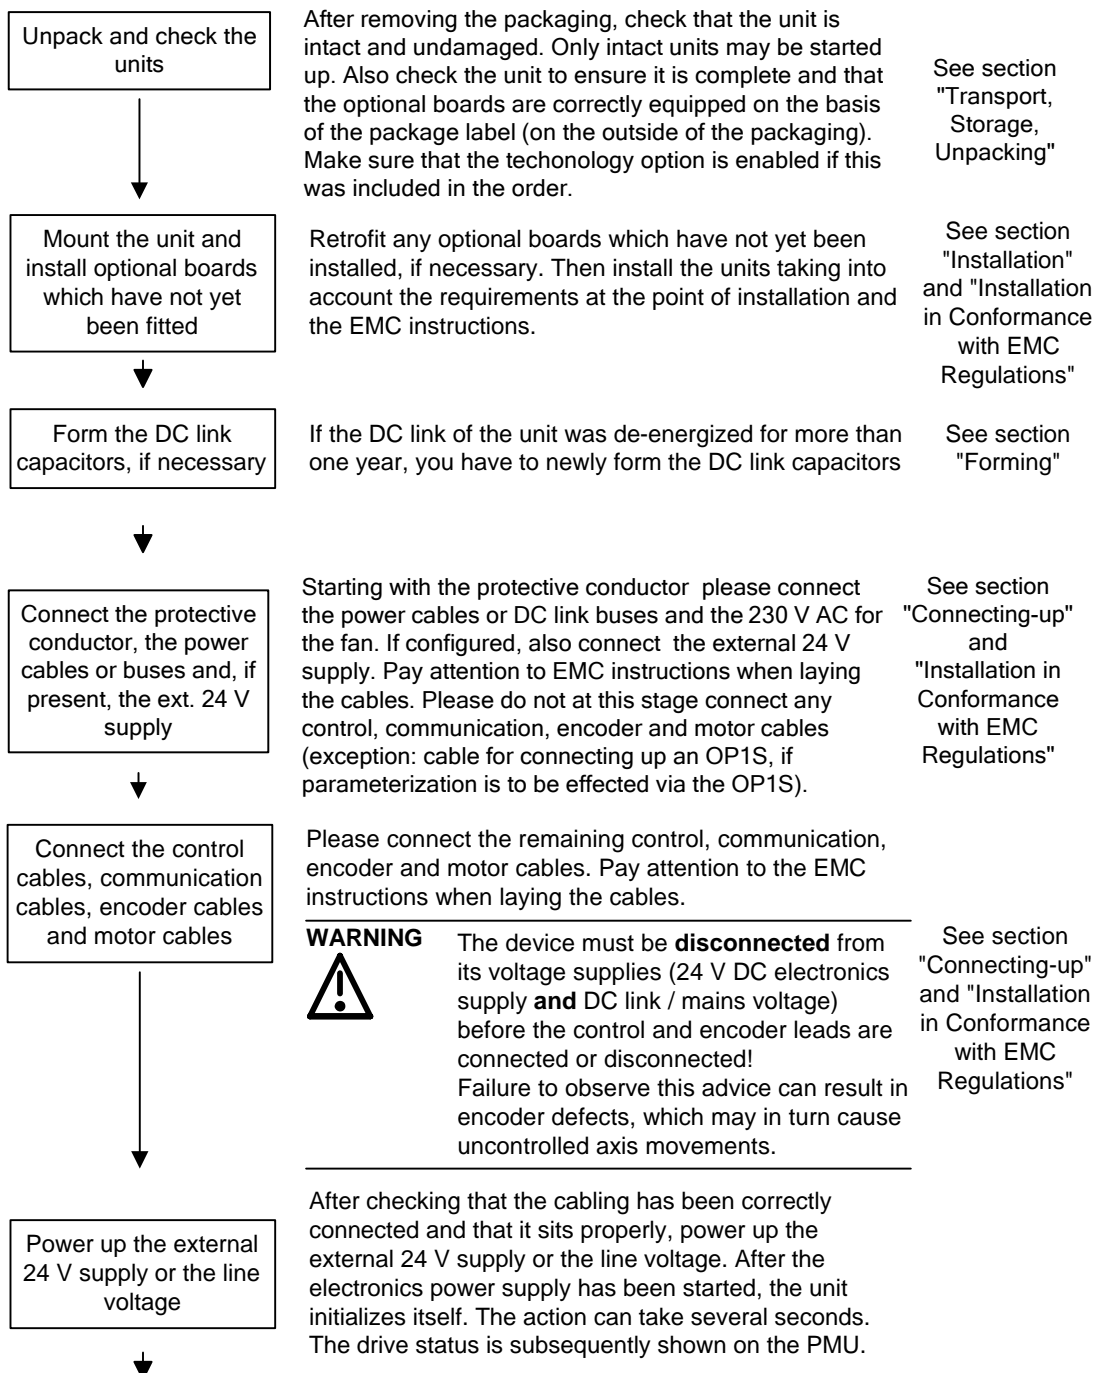 Unpack and check the
units
After removing the packaging, check that the unit is
intact and undamaged. Only intact units may be started
up. Also check the unit to ensure it is complete and that
the optional boards are correctly equipped on the basis
of the package label (on the outside of the packaging).
Make sure that the techonology option is enabled if this
was included in the order.
See section
"Transport,
Storage,
Unpacking"
Mount the unit and
install optional boards
which have not yet
been fitted
Retrofit any optional boards which have not yet been
installed, if necessary. Then install the units taking into
account the requirements at the point of installation and
the EMC instructions.
See section
"Installation"
and "Installation
in Conformance
with EMC
Regulations"
Form the DC link
capacitors, if necessary
If the DC link of the unit was de-energized for more than
one year, you have to newly form the DC link capacitors
See section
"Forming"
Connect the protective
conductor, the power
cables or buses and, if
present, the ext. 24 V
supply
Starting with the protective conductor please connect
the power cables or DC link buses and the 230 V AC for
the fan. If configured, also connect the external 24 V
supply. Pay attention to EMC instructions when laying
the cables. Please do not at this stage connect any
control, communication, encoder and motor cables
(exception: cable for connecting up an OP1S, if
parameterization is to be effected via the OP1S).
See section
"Connecting-up"
and
"Installation in
Conformance
with EMC
Regulations"
Connect the control
cables, communication
cables, encoder cables
and motor cables
Please connect the remaining control, communication,
encoder and motor cables. Pay attention to the EMC
instructions when laying the cables.
WARNING
The device must be disconnected from
its voltage supplies (24 V DC electronics
supply and DC link / mains voltage)
before the control and encoder leads are
connected or disconnected!
Failure to observe this advice can result in
encoder defects, which may in turn cause
uncontrolled axis movements.
See section
"Connecting-up"
and "Installation
in Conformance
with EMC
Regulations"
Power up the external
24 V supply or the line
voltage
After checking that the cabling has been correctly
connected and that it sits properly, power up the
external 24 V supply or the line voltage. After the
electronics power supply has been started, the unit
initializes itself. The action can take several seconds.
The drive status is subsequently shown on the PMU.